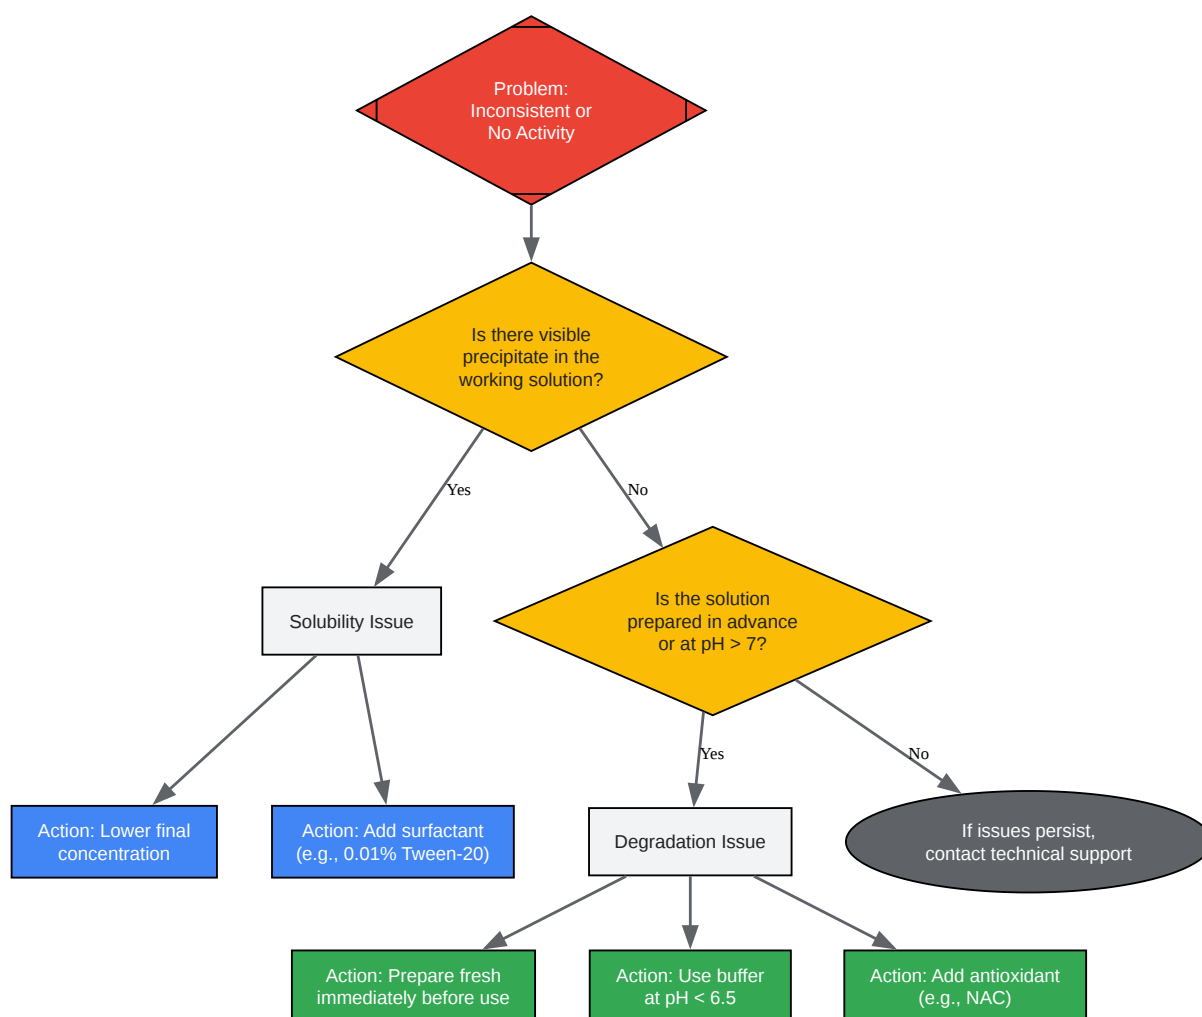 Problem:
Inconsistent or
No Activity
Is there visible
precipitate in the
working solution?
Yes
No
Solubility Issue
Is the solution
prepared in advance
or at pH > 7?
Yes
No
Action: Lower final
concentration
Action: Add surfactant
(e.g., 0.01% Tween-20)
Degradation Issue
If issues persist,
contact technical support
Action: Prepare fresh
immediately before use
Action: Use buffer
at pH < 6.5
Action: Add antioxidant
(e.g., NAC)